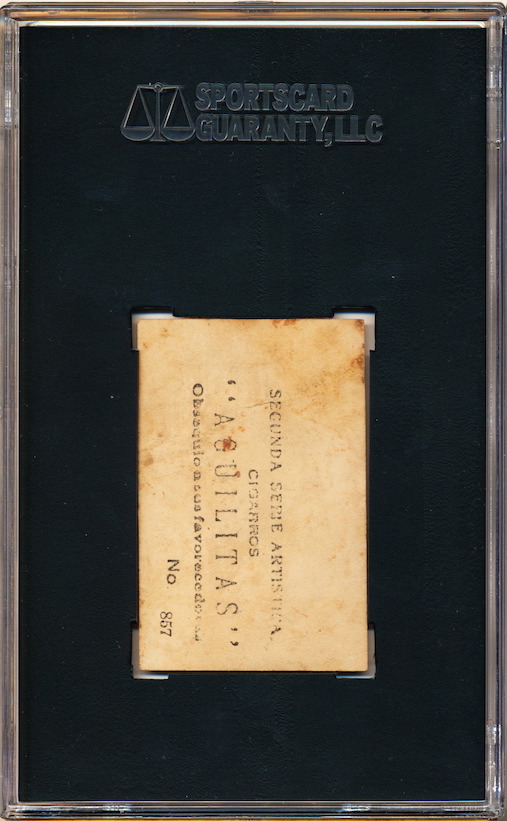 SPORTSCARD
GUARANTY, LLC
SEGUNDA SERIE ARTISTICA
CIGARROS
"AGUILITAS"
Obsequio a sus favorecedores
No. 857